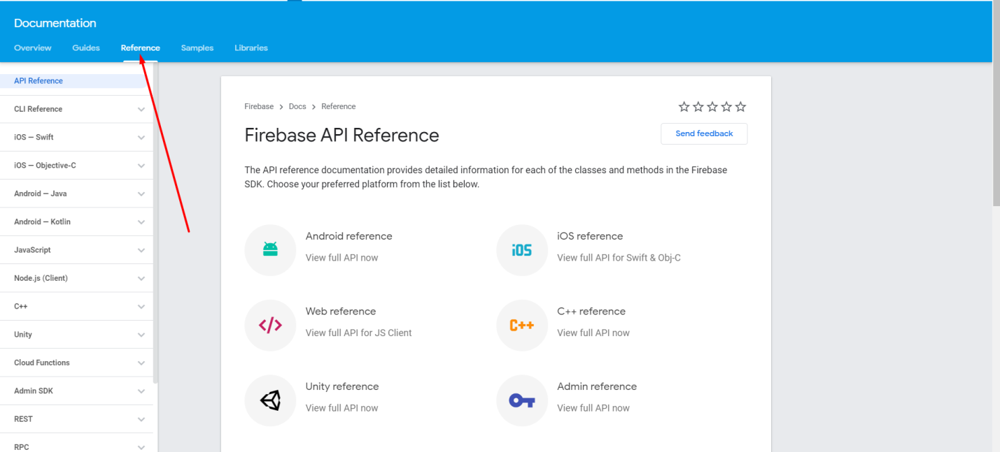 Documentation
Overview Guides Reference Samples Libraries
API Reference
CLI Reference
iOS – Swift
iOS – Objective-C
Android – Java
Android – Kotlin
JavaScript
Node.js (Client)
C++
Unity
Cloud Functions
Admin SDK
REST
RPC
Firebase > Docs > Reference
Firebase API Reference
Send feedback
The API reference documentation provides detailed information for each of the classes and methods in the Firebase
SDK. Choose your preferred platform from the list below.
Android reference
View full API now
iOS
iOS reference
View full API for Swift & Obj-C
</>
Web reference
View full API for JS Client
C++
C++ reference
View full API now
Unity reference
View full API now
Admin reference
View full API now